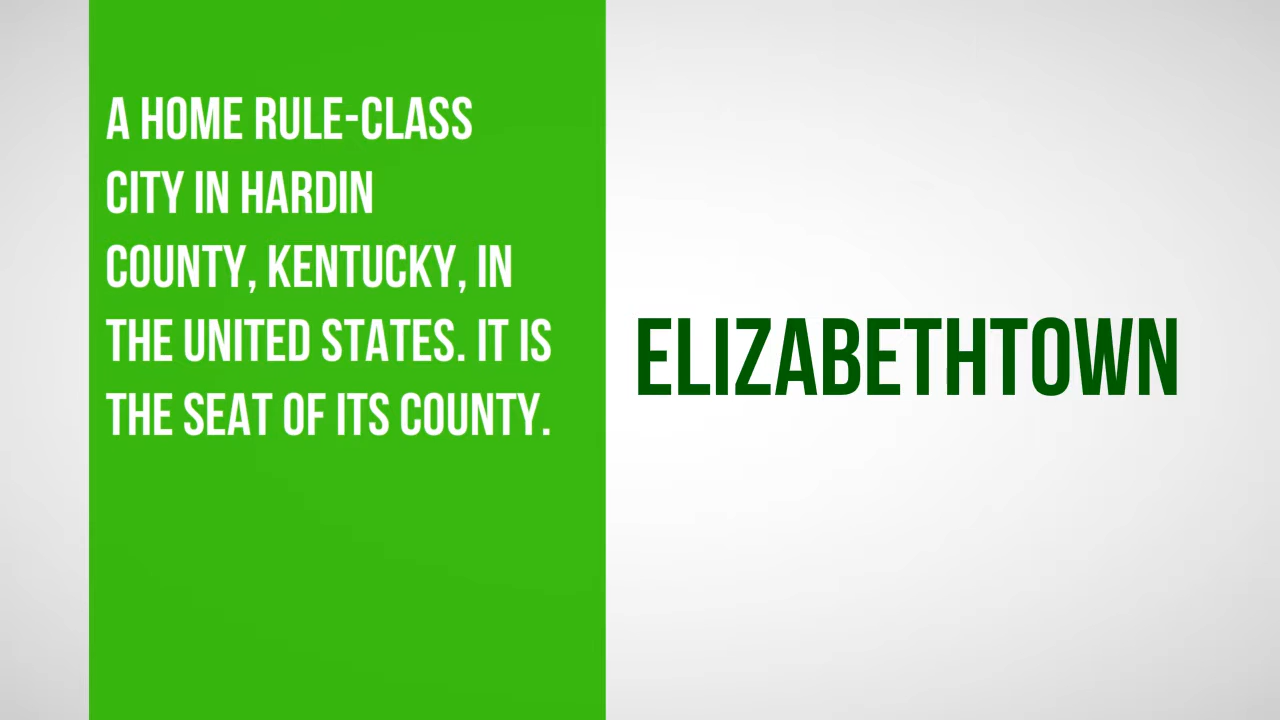 A HOME RULE-CLASS
CITY IN HARDIN
COUNTY, KENTUCKY, IN
THE UNITED STATES. IT IS
THE SEAT OF ITS COUNTY.
ELIZABETHTOWN